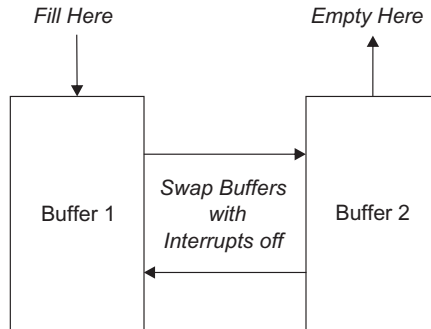 Fill Here
Empty Here
Buffer 1
Swap Buffers
with
Interrupts off
Buffer 2